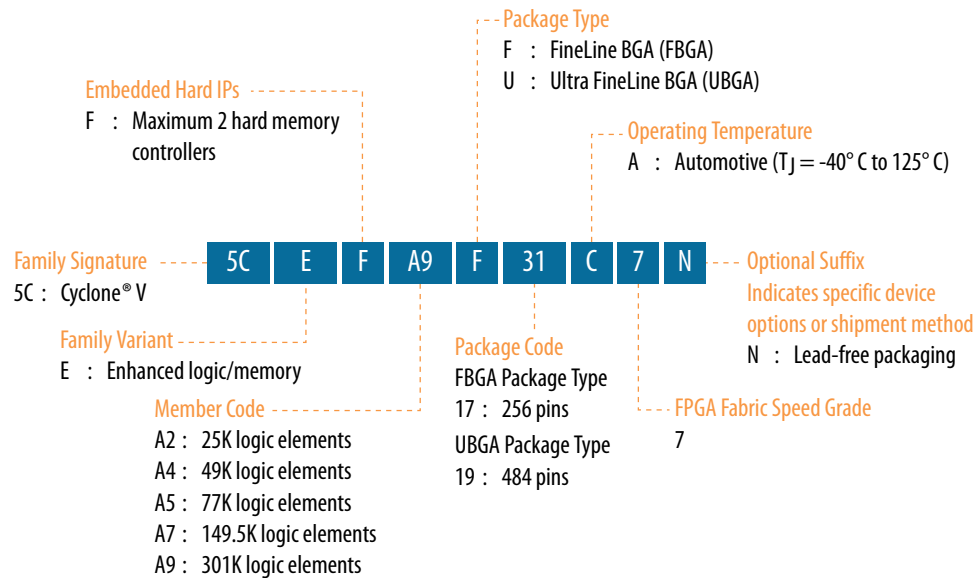 Package Type
F : FineLine BGA (FBGA)
U : Ultra FineLine BGA (UBGA)
Embedded Hard IPs
F : Maximum 2 hard memory
controllers
Operating Temperature
A : Automotive (TJ = -40° C to 125° C)
5C E F A9 F 31 C 7 N
Family Signature
5C : Cyclone® V
Optional Suffix
Indicates specific device
options or shipment method
N : Lead-free packaging
Family Variant
E : Enhanced logic/memory
Package Code
FBGA Package Type
17 : 256 pins
UBGA Package Type
19 : 484 pins
Member Code
A2 : 25K logic elements
A4 : 49K logic elements
A5 : 77K logic elements
A7 : 149.5K logic elements
A9 : 301K logic elements
FPGA Fabric Speed Grade
7